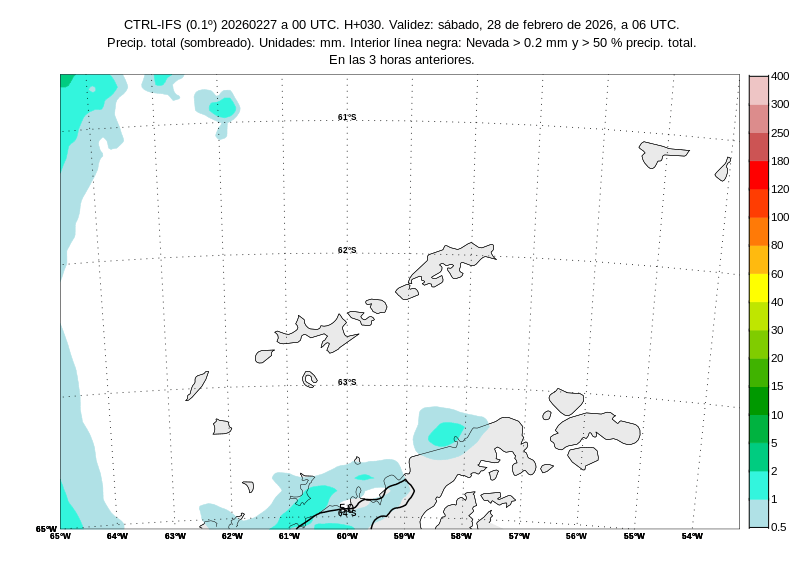 CTRL-IFS (0.1º) 20260227 a 00 UTC. H+030. Validez: sábado, 28 de febrero de 2026, a 06 UTC.
Precip. total (sombreado). Unidades: mm. Interior línea negra: Nevada > 0.2 mm y > 50 % precip. total.
En las 3 horas anteriores.
400
300
250
180
120
100
80
60
40
30
20
15
10
5
2
1
0.5
61°S
62°S
63°S
64°S
65°W
65°W 64°W 63°W 62°W 61°W 60°W 59°W 58°W 57°W 56°W 55°W 54°W